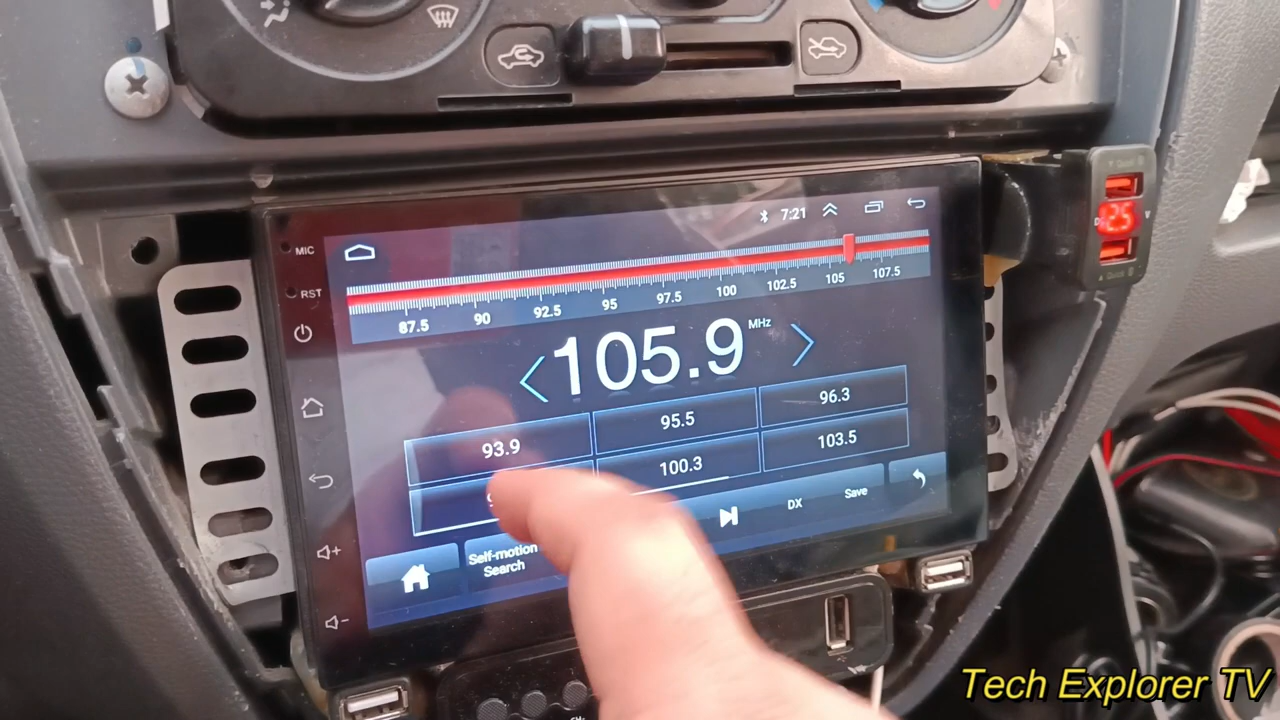 MIC
RST
7:21
87.5 90 92.5 95 97.5 100 102.5 105 107.5
105.9 MHz
93.9 95.5 96.3
100.3 103.5
Self-motion
Search
DX
Save
Tech Explorer TV